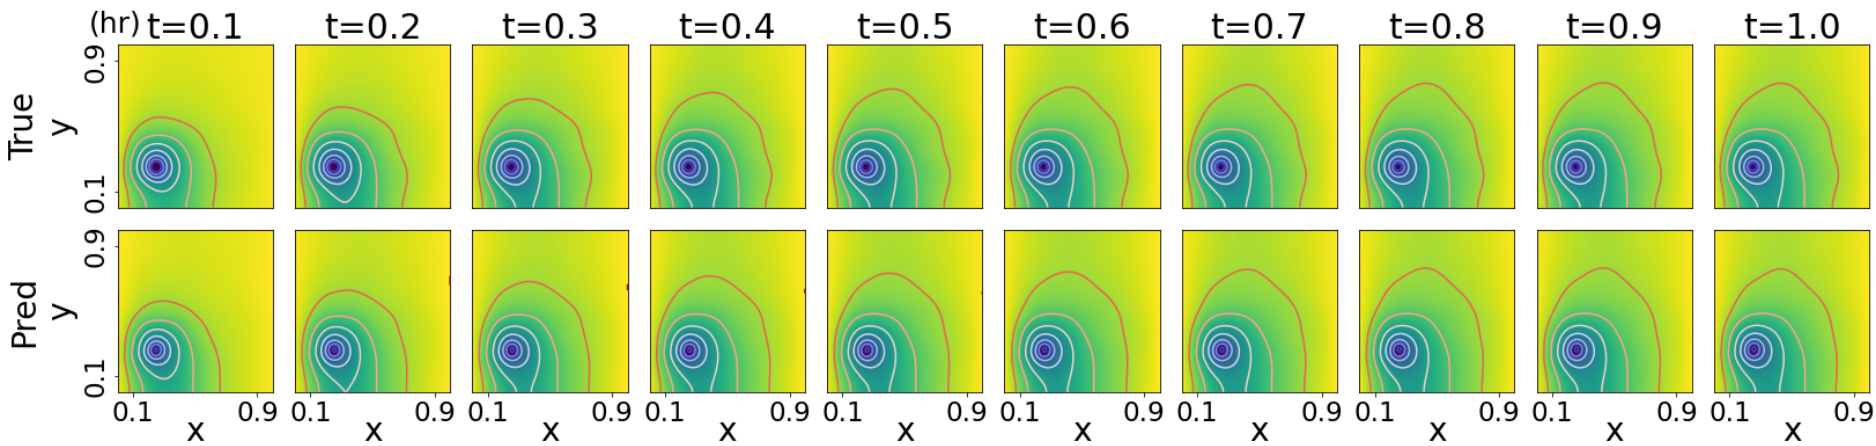 (hr) t=0.1 t=0.2 t=0.3 t=0.4 t=0.5 t=0.6 t=0.7 t=0.8 t=0.9 t=1.0
True y 0.9 0.1
Pred y 0.9 0.1
0.1 0.9 0.1 0.9 0.1 0.9 0.1 0.9 0.1 0.9 0.1 0.9 0.1 0.9 0.1 0.9 0.1 0.9 0.1 0.9
x x x x x x x x x x